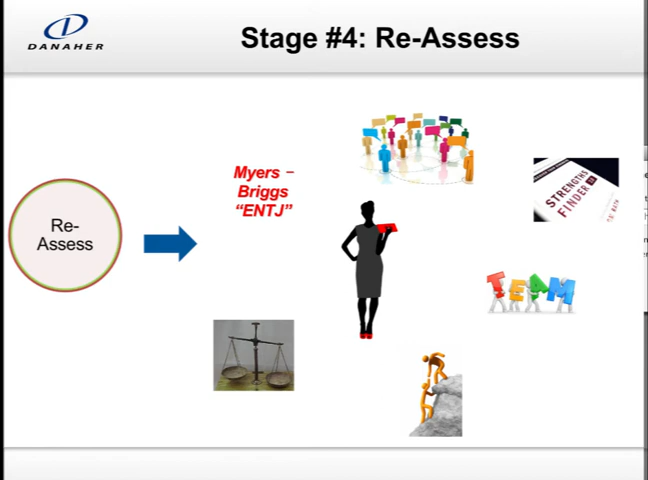 DANAHER
Stage #4: Re-Assess
Myers –
Briggs
“ENTJ”
Re-
Assess
STRENGTHS
FINDER
TEAM